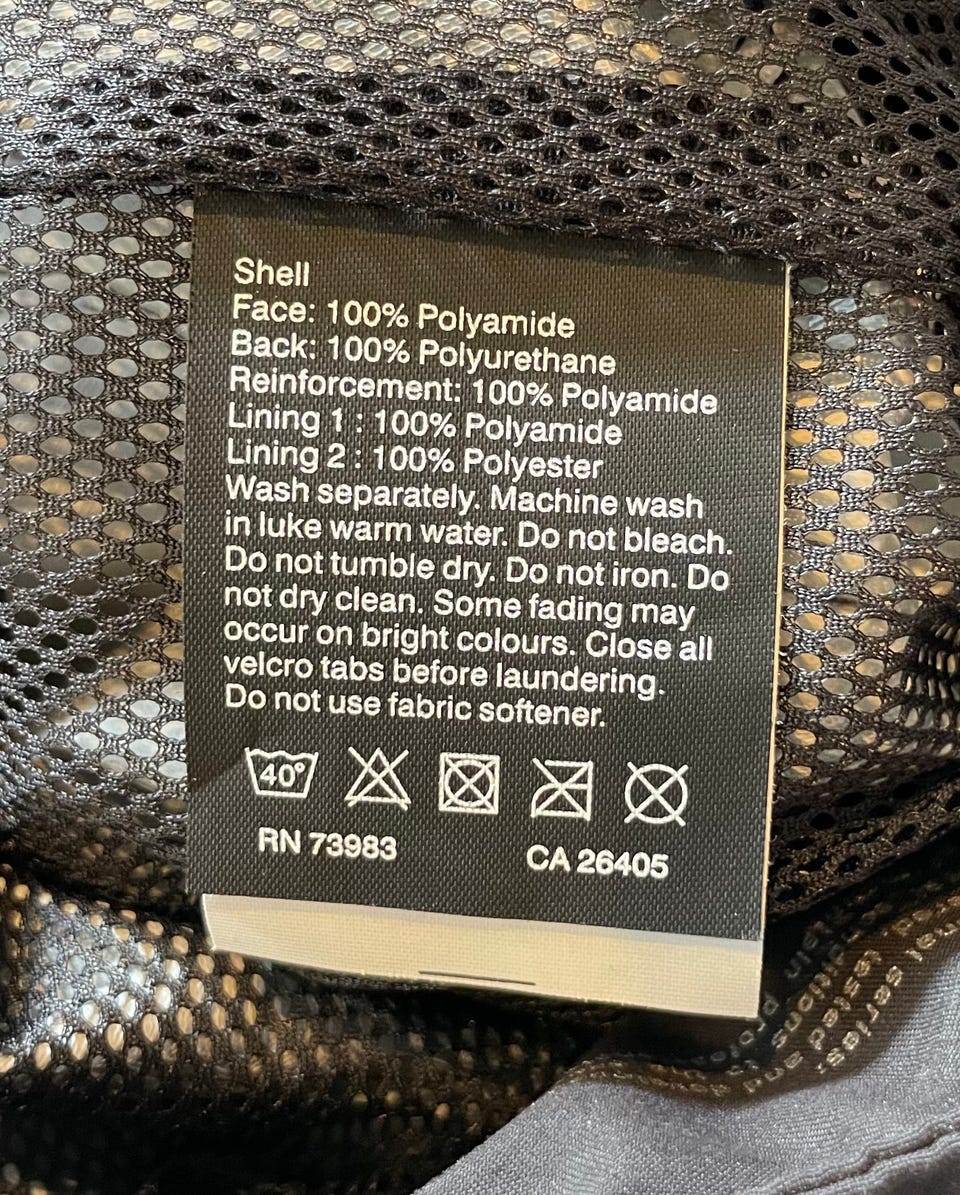 Shell
Face: 100% Polyamide
Back: 100% Polyurethane
Reinforcement: 100% Polyamide
Lining 1 : 100% Polyamide
Lining 2 : 100% Polyester
Wash separately. Machine wash
in luke warm water. Do not bleach.
Do not tumble dry. Do not iron. Do
not dry clean. Some fading may
occur on bright colours. Close all
velcro tabs before laundering.
Do not use fabric softener.
40°
RN 73983
CA 26405